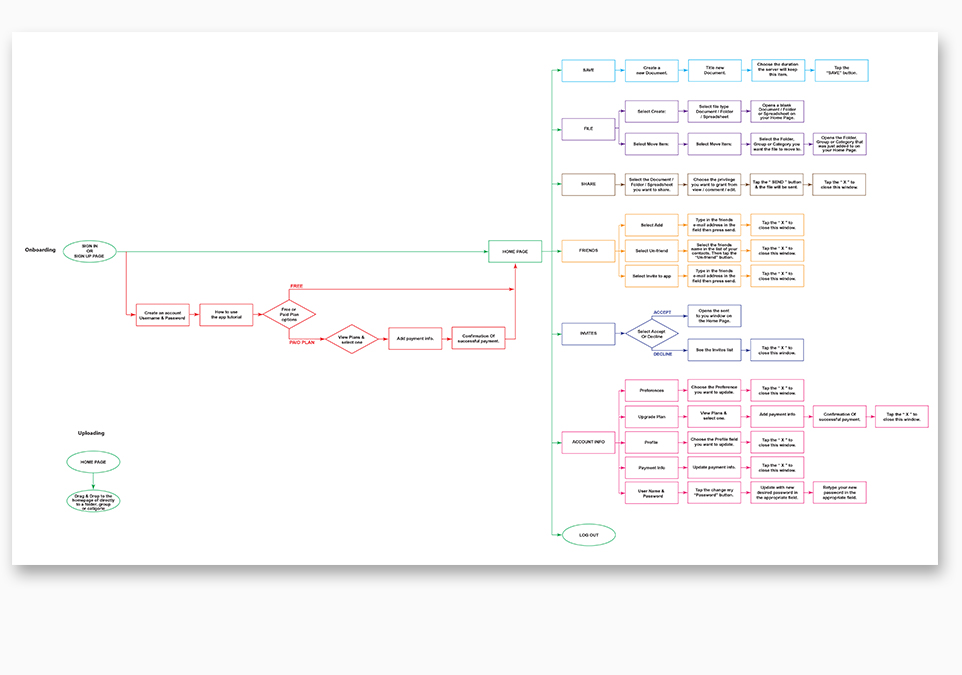 Onboarding
SIGN IN
OR
SIGN UP PAGE
Create an account
Username & Password
How to use
the app tutorial
Free or
Paid Plan
options
FREE
PAID PLAN
View Plans &
select one
Add payment info.
Confirmation Of
successful payment.
HOME PAGE
SAVE
Create a
new Document.
Title new
Document.
Choose the duration
the server will keep
this item.
Tap the
"SAVE" button.
FILE
Select Create:
Select file type
Document / Folder
/ Spreadsheet
Opens a blank
Document / Folder
or Spreadsheet on
your Home Page.
Select Move Item:
Select Move Item:
Select the Folder,
Group or Category you
want the file to move to.
Opens the Folder,
Group or Category that
was just added to on
your Home Page.
SHARE
Select the Document /
Folder / Spreadsheet
you want to share.
Choose the privilege
you want to grant from
view / comment / edit.
Tap the " SEND " button
& the file will be sent.
Tap the " X " to
close this window
FRIENDS
Select Add
Type in the friends
e-mail address in the
field then press send.
Tap the " X " to
close this window.
Select Un-friend
Select the friends
name in the list of your
contacts. Then tap the
"Un-friend" button.
Tap the " X " to
close this window.
Select Invite to app
Type in the friends
e-mail address in the
field then press send.
Tap the " X " to
close this window.
INVITES
Select Accept
Or Decline
ACCEPT
Opens the sent
to you window on
the Home Page.
DECLINE
See the Invites list
Tap the " X " to
close this window.
ACCOUNT INFO
Preferences
Choose the Preference
you want to update.
Tap the " X " to
close this window.
Upgrade Plan
View Plans &
select one.
Add payment info
Confirmation Of
successful payment.
Tap the " X " to
close this window.
Profile
Choose the Profile field
you want to update.
Tap the " X " to
close this window.
Payment Info
Update payment info.
Tap the " X " to
close this window.
User Name &
Password
Tap the change my
"Password" button.
Update with new
desired password in
the appropriate field.
Retype your new
password in the
appropriate field.
LOG OUT
Uploading
HOME PAGE
Drag & Drop to the
homepage of directly
to a folder, group
or categorie